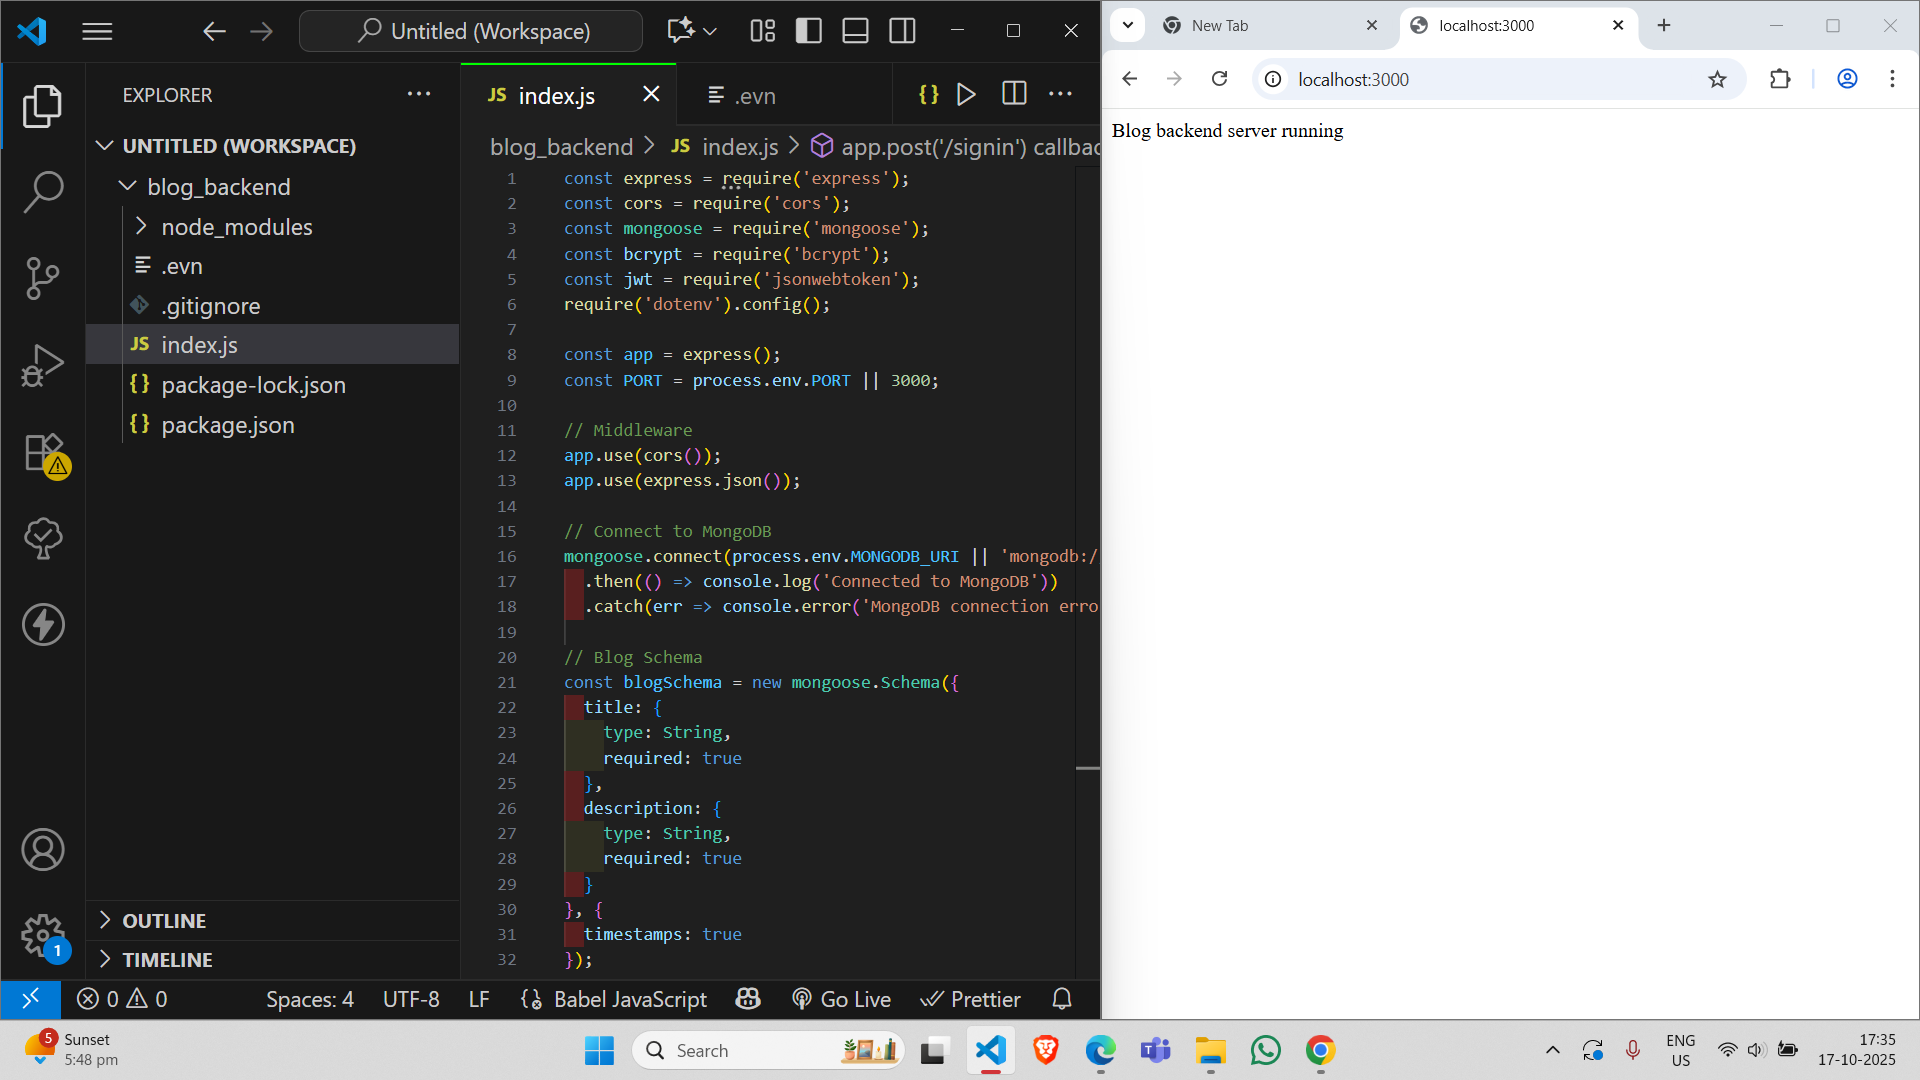 Untitled (Workspace)
EXPLORER
UNTITLED (WORKSPACE)
blog_backend
node_modules
.evn
.gitignore
JS index.js
{} package-lock.json
{} package.json
OUTLINE
TIMELINE
1
JS index.js
.evn
{}
blog_backend > JS index.js > app.post('/signin') callbac
1 const express = require('express');
2 const cors = require('cors');
3 const mongoose = require('mongoose');
4 const bcrypt = require('bcrypt');
5 const jwt = require('jsonwebtoken');
6 require('dotenv').config();
7
8 const app = express();
9 const PORT = process.env.PORT || 3000;
10
11 // Middleware
12 app.use(cors());
13 app.use(express.json());
14
15 // Connect to MongoDB
16 mongoose.connect(process.env.MONGODB_URI || 'mongodb:/
17 .then(() => console.log('Connected to MongoDB'))
18 .catch(err => console.error('MongoDB connection erro
19
20 // Blog Schema
21 const blogSchema = new mongoose.Schema({
22 title: {
23 type: String,
24 required: true
25 },
26 description: {
27 type: String,
28 required: true
29 }
30 }, {
31 timestamps: true
32 });
0 0 Spaces: 4 UTF-8 LF Babel JavaScript Go Live Prettier
New Tab
localhost:3000
localhost:3000
Blog backend server running
5
Sunset
5:48 pm
Search
ENG
US
17:35
17-10-2025